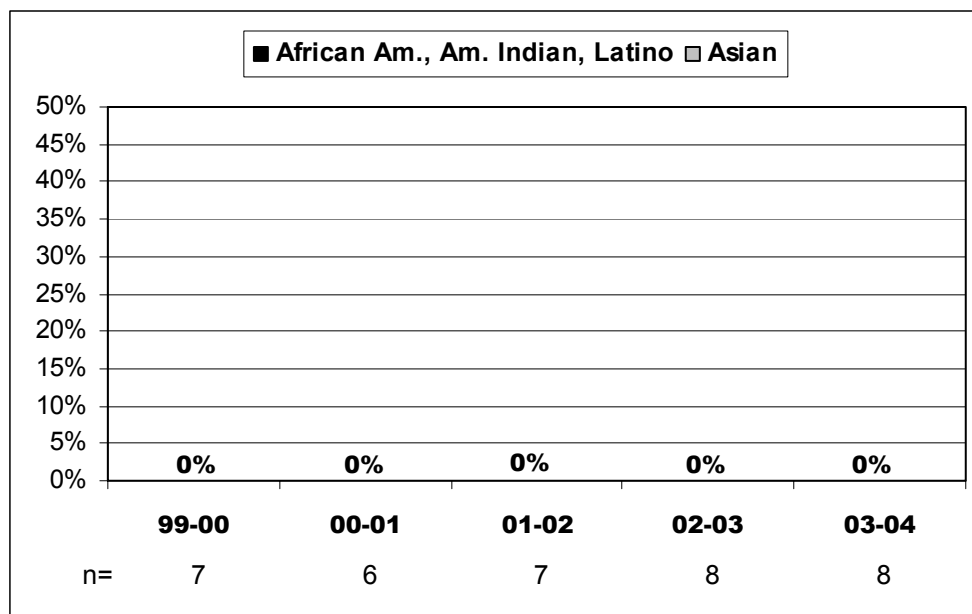 African Am., Am. Indian, Latino Asian
50%
45%
40%
35%
30%
25%
20%
15%
10%
5%
0%
0% 0% 0% 0% 0%
99-00 00-01 01-02 02-03 03-04
n= 7 6 7 8 8